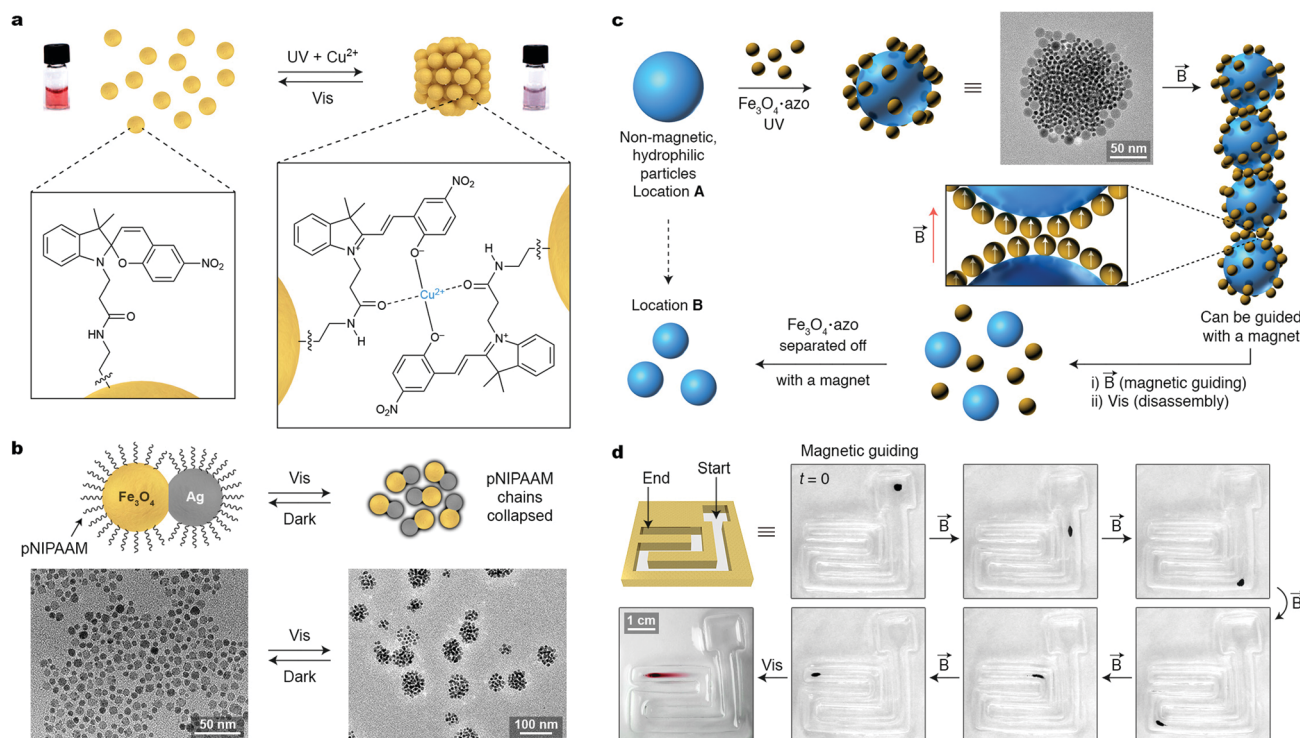 a
UV + Cu²⁺
Vis
N
O
NO₂
O
HN
NO₂
N⁺
O⁻
H
N
O
Cu²⁺
O
N
H
O⁻
N⁺
O₂N
b
Fe₃O₄
Ag
pNIPAAM
Vis
Dark
pNIPAAM
chains
collapsed
50 nm
Vis
Dark
100 nm
c
Non-magnetic,
hydrophilic
particles
Location A
Fe₃O₄·azo
UV
≡
50 nm
B
B
Can be guided
with a magnet
i) B (magnetic guiding)
ii) Vis (disassembly)
Fe₃O₄·azo
separated off
with a magnet
Location B
d
End
Start
≡
Magnetic guiding
t = 0
B
B
B
B
B
Vis
1 cm